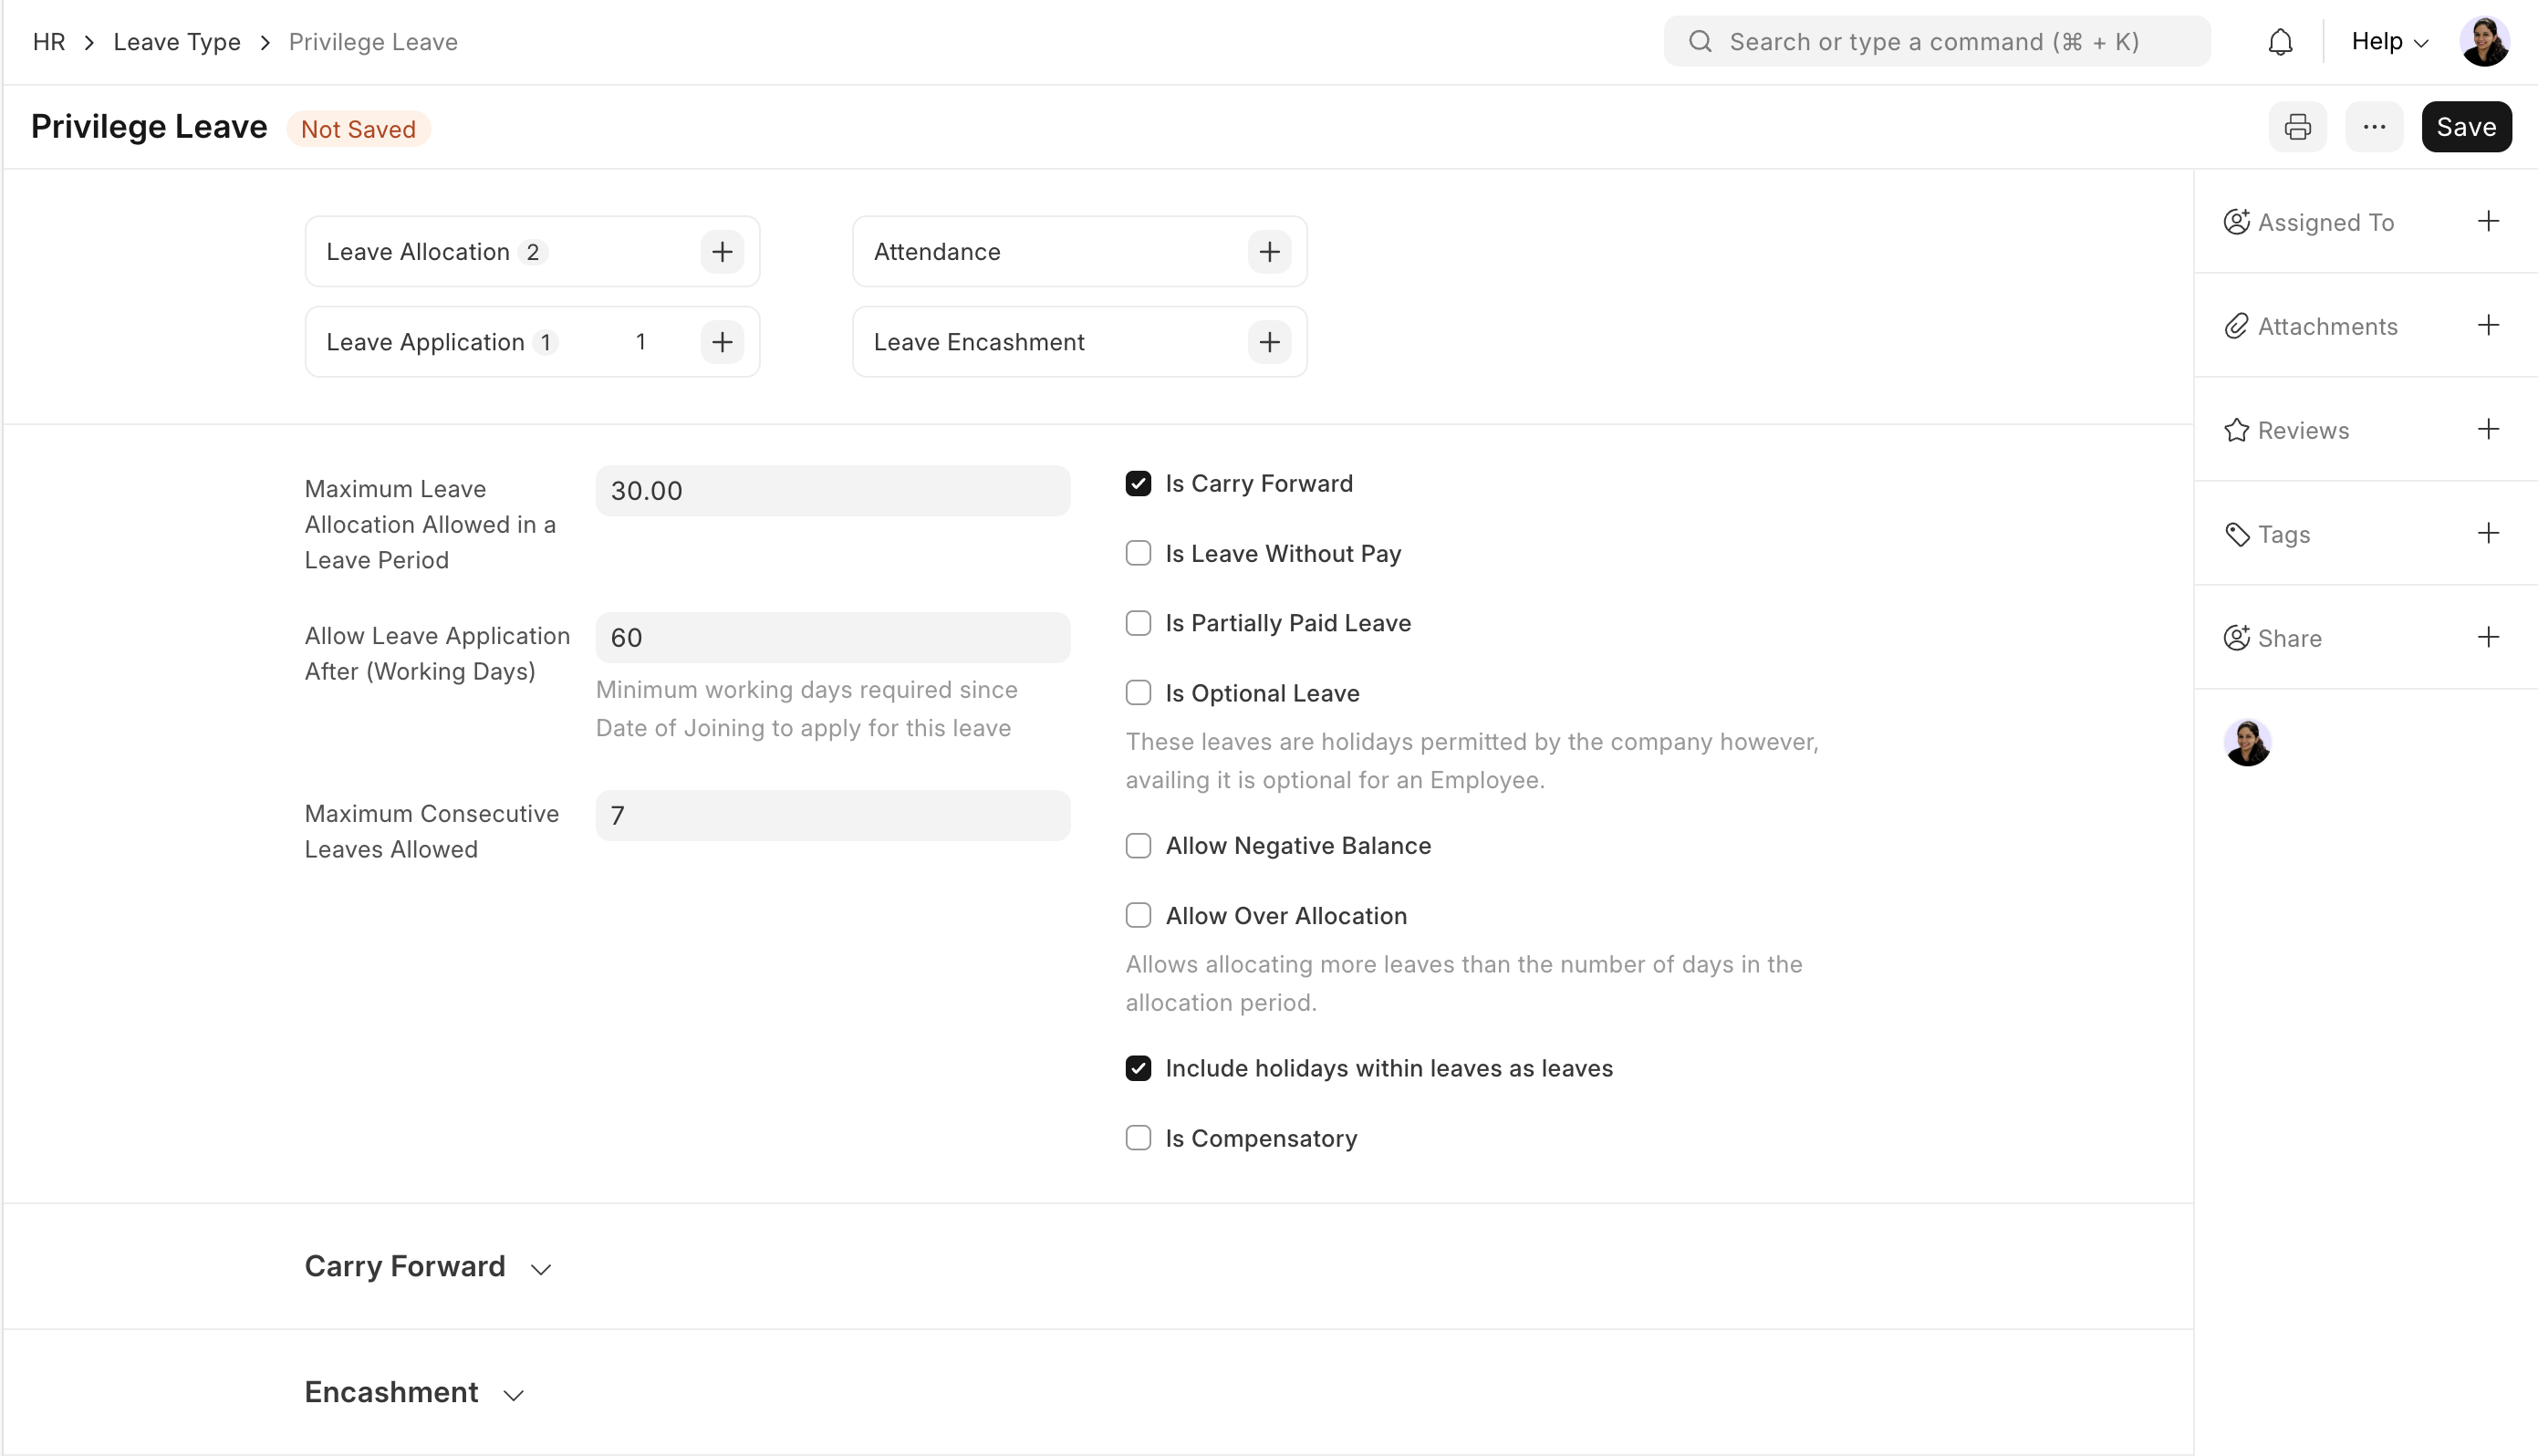 HR > Leave Type > Privilege Leave
Search or type a command (⌘ + K)
Help
Privilege Leave
Not Saved
Save
Leave Allocation 2
Attendance
Leave Application 1 1
Leave Encashment
Assigned To
Attachments
Reviews
Tags
Share
Maximum Leave
Allocation Allowed in a
Leave Period
30.00
Allow Leave Application
After (Working Days)
60
Minimum working days required since
Date of Joining to apply for this leave
Maximum Consecutive
Leaves Allowed
7
Is Carry Forward
Is Leave Without Pay
Is Partially Paid Leave
Is Optional Leave
These leaves are holidays permitted by the company however,
availing it is optional for an Employee.
Allow Negative Balance
Allow Over Allocation
Allows allocating more leaves than the number of days in the
allocation period.
Include holidays within leaves as leaves
Is Compensatory
Carry Forward
Encashment